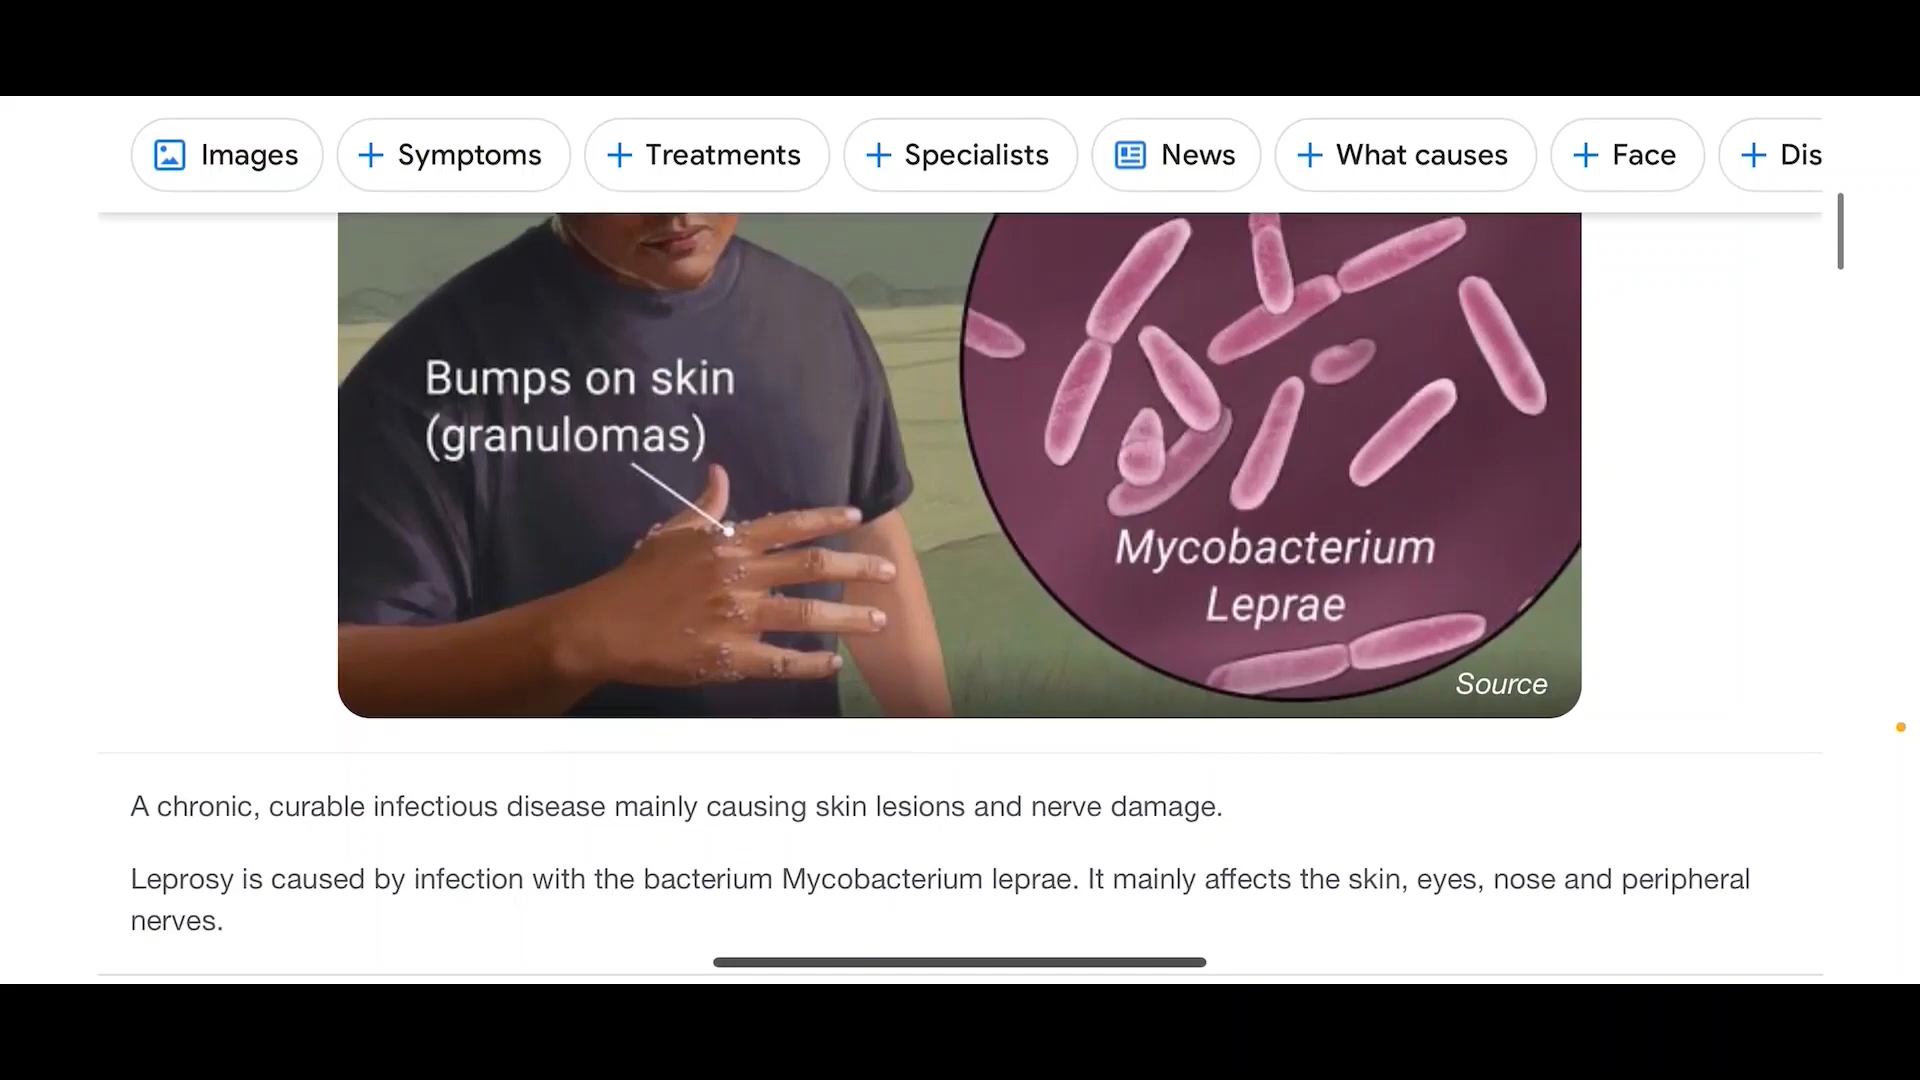 Images
Symptoms
Treatments
Specialists
News
What causes
Face
Dis
Bumps on skin
(granulomas)
Mycobacterium
Leprae
Source
A chronic, curable infectious disease mainly causing skin lesions and nerve damage.
Leprosy is caused by infection with the bacterium Mycobacterium leprae. It mainly affects the skin, eyes, nose and peripheral
nerves.